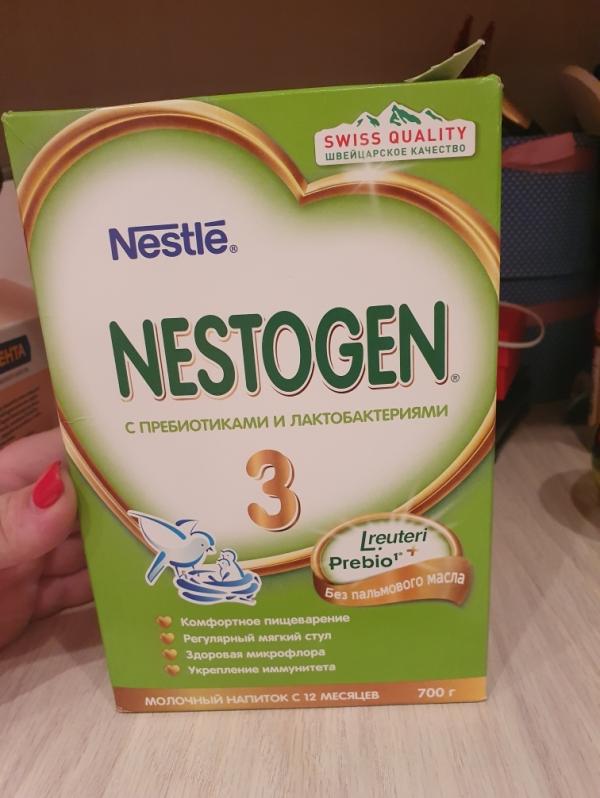 SWISS QUALITY
ШВЕЙЦАРСКОЕ КАЧЕСТВО
Nestlé®
NESTOGEN®
С ПРЕБИОТИКАМИ И ЛАКТОБАКТЕРИЯМИ
3
L.reuteri
Prebio1® +
Без пальмового масла
Комфортное пищеварение
Регулярный мягкий стул
Здоровая микрофлора
Укрепление иммунитета
МОЛОЧНЫЙ НАПИТОК С 12 МЕСЯЦЕВ 700 г